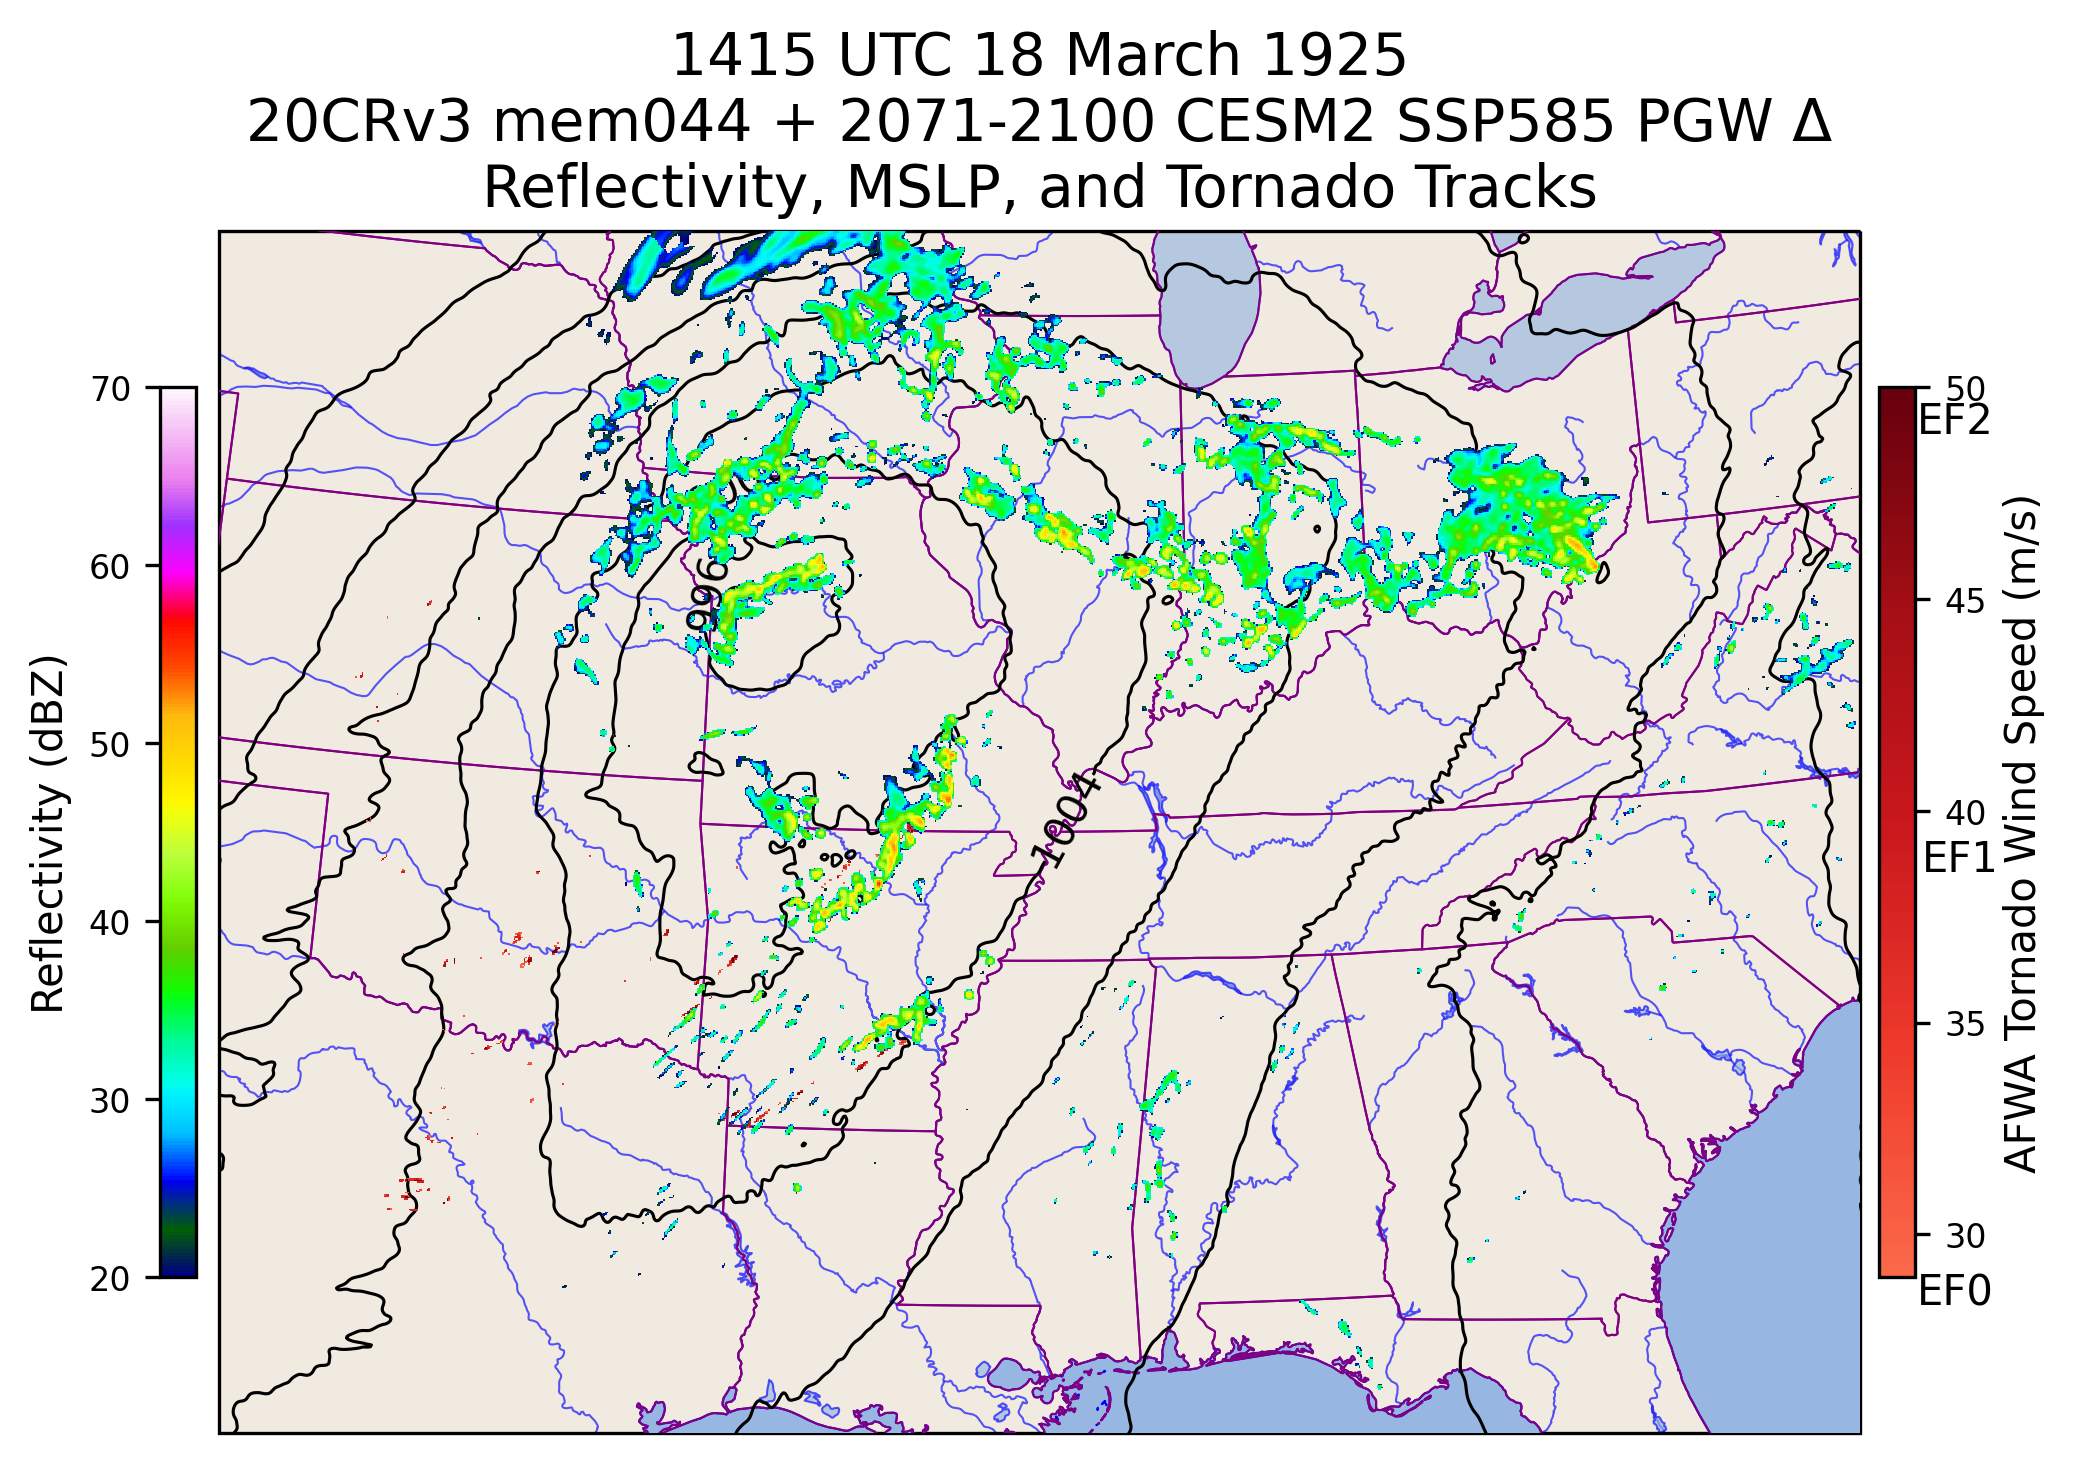 1415 UTC 18 March 1925
20CRv3 mem044 + 2071-2100 CESM2 SSP585 PGW Δ
Reflectivity, MSLP, and Tornado Tracks
70
60
50
40
30
20
Reflectivity (dBZ)
996
1004
50
EF2
45
40
EF1
35
30
EF0
AFWA Tornado Wind Speed (m/s)